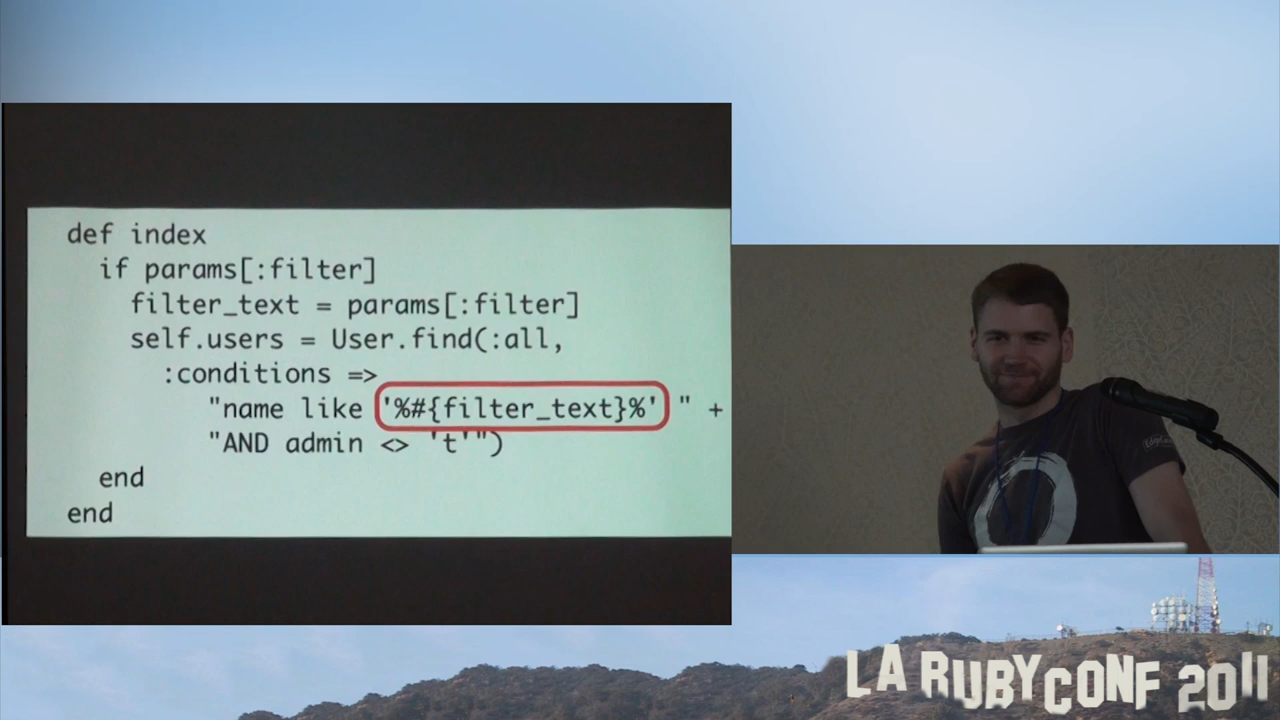 def index
if params[:filter]
filter_text = params[:filter]
self.users = User.find(:all,
:conditions =>
"name like '%#{filter_text}%' " +
"AND admin <> 't'")
end
end
LA RUBYCONF 2011